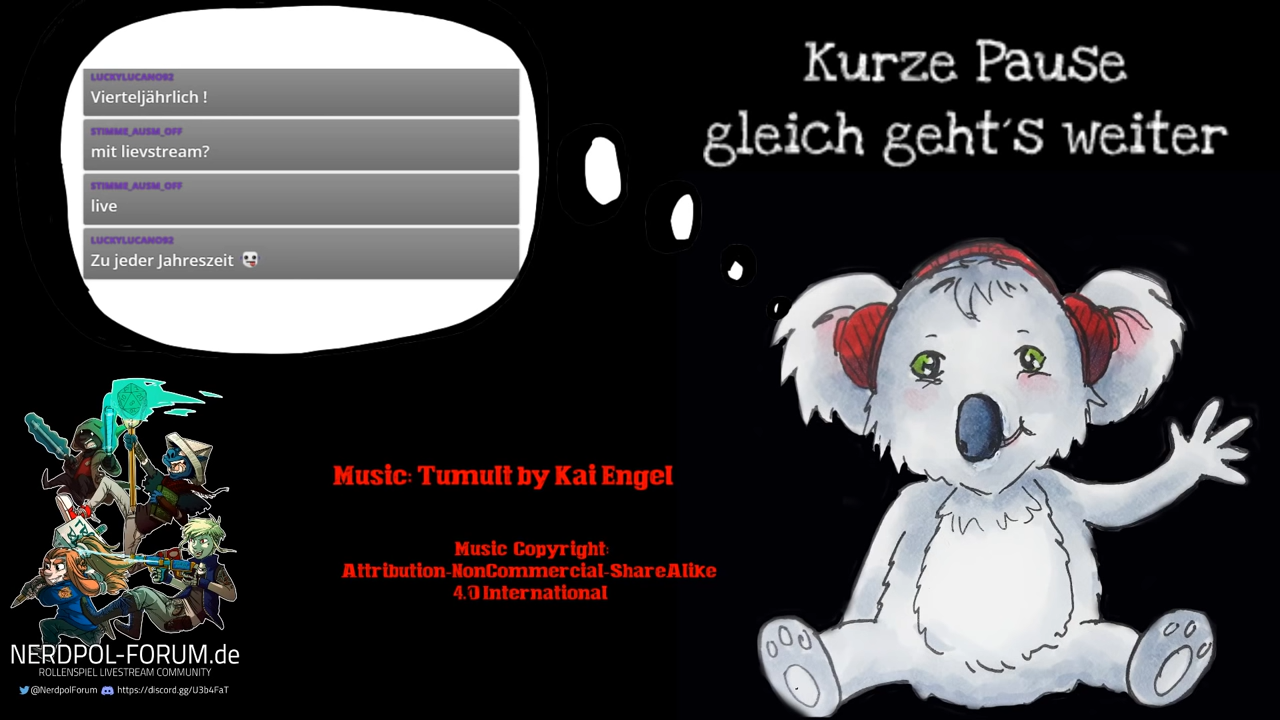 LUCKYLUCANO92
Vierteljährlich !
STIMME_AUSM_OFF
mit lievstream?
STIMME_AUSM_OFF
live
LUCKYLUCANO92
Zu jeder Jahreszeit
Kurze Pause
gleich geht's weiter
Music: Tumult by Kai Engel
Music Copyright:
Attribution-NonCommercial-ShareAlike
4.0 International
NERDPOL-FORUM.de
ROLLENSPIEL LIVESTREAM COMMUNITY
@NerdpolForum https://discord.gg/U3b4FaT